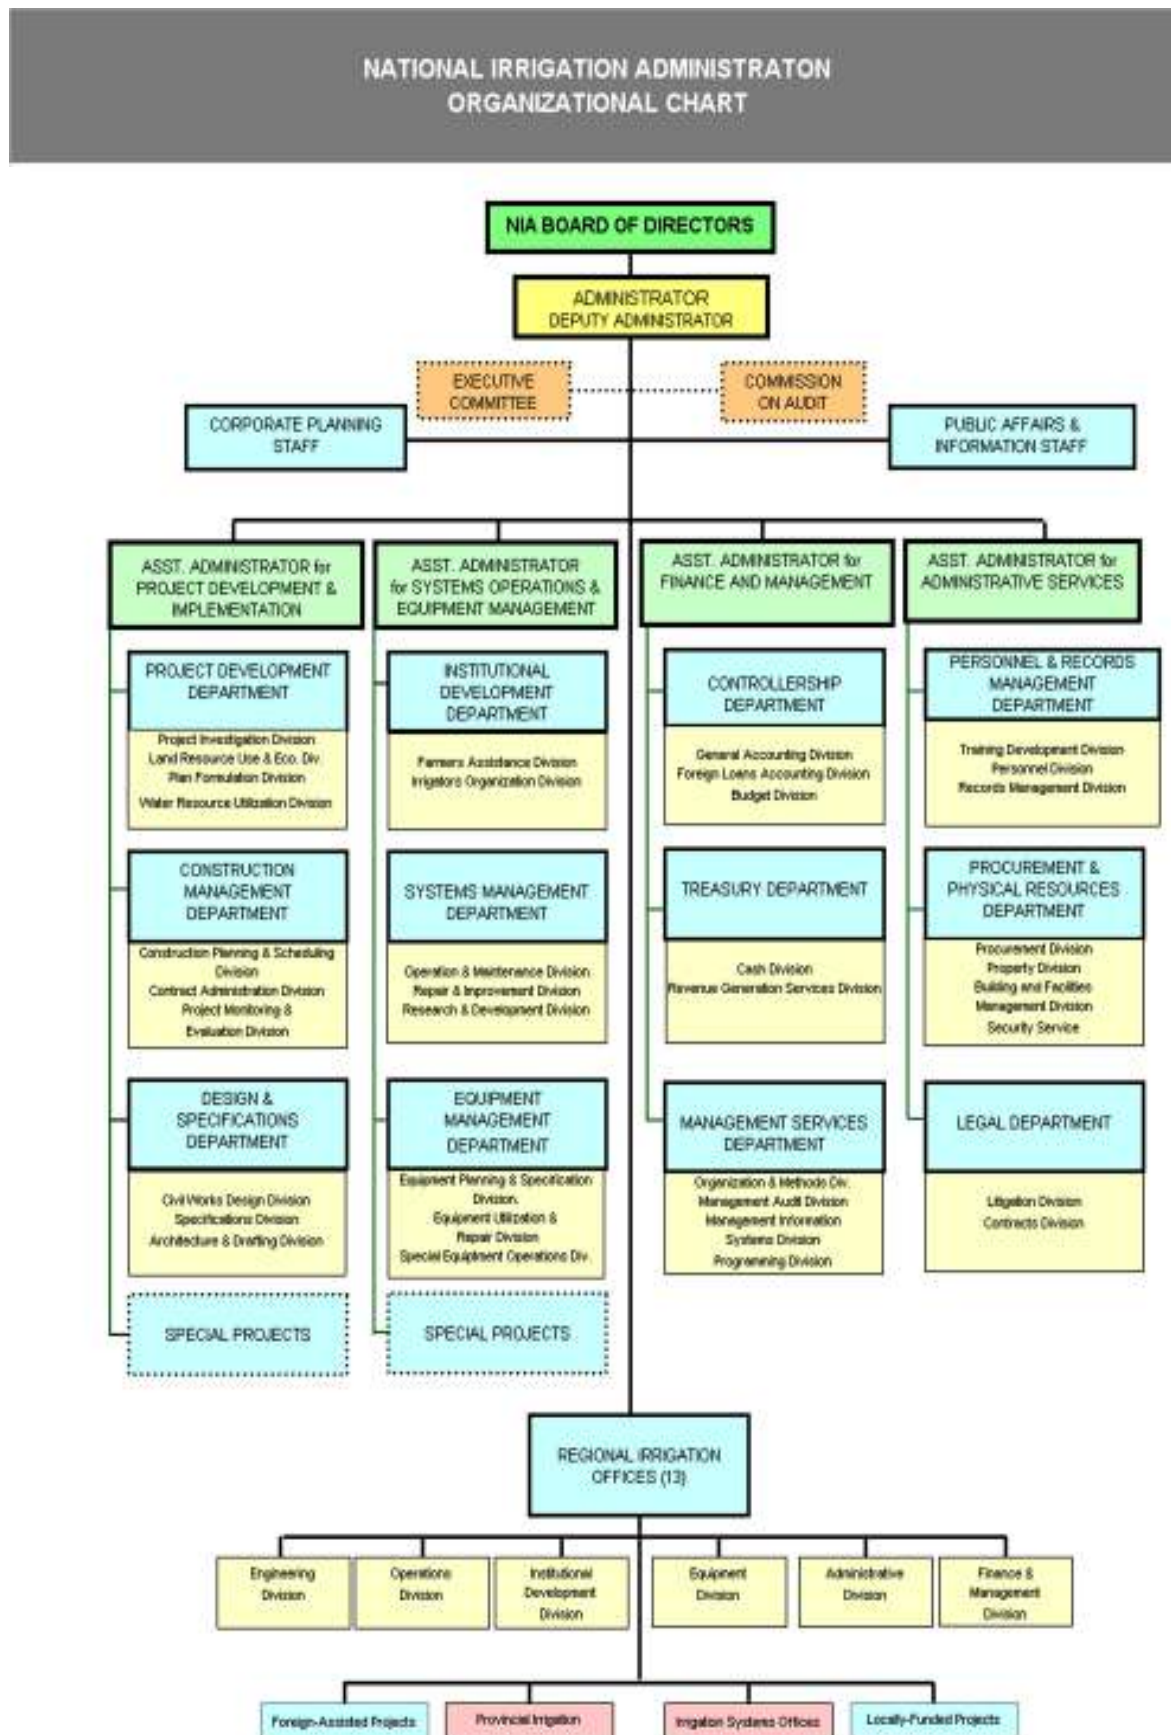 NATIONAL IRRIGATION ADMINISTRATON
ORGANIZATIONAL CHART
NIA BOARD OF DIRECTORS
ADMINISTRATOR
DEPUTY ADMINISTRATOR
EXECUTIVE
COMMITTEE
COMMISSION
ON AUDIT
CORPORATE PLANNING
STAFF
PUBLIC AFFAIRS &
INFORMATION STAFF
ASST. ADMINISTRATOR for
PROJECT DEVELOPMENT &
IMPLEMENTATION
ASST. ADMINISTRATOR
for SYSTEMS OPERATIONS &
EQUIPMENT MANAGEMENT
ASST. ADMINISTRATOR for
FINANCE AND MANAGEMENT
ASST. ADMINISTRATOR for
ADMINISTRATIVE SERVICES
PROJECT DEVELOPMENT
DEPARTMENT
Project Investigation Division
Land Resource Use & Eco. Div.
Plan Formulation Division
Water Resource Utilization Division
INSTITUTIONAL
DEVELOPMENT
DEPARTMENT
Farmers Assistance Division
Irrigators Organization Division
CONTROLLERSHIP
DEPARTMENT
General Accounting Division
Foreign Loans Accounting Division
Budget Division
PERSONNEL & RECORDS
MANAGEMENT
DEPARTMENT
Training Development Division
Personnel Division
Records Management Division
CONSTRUCTION
MANAGEMENT
DEPARTMENT
Construction Planning & Scheduling
Division
Contract Administration Division
Project Monitoring &
Evaluation Division
SYSTEMS MANAGEMENT
DEPARTMENT
Operation & Maintenance Division
Repair & Improvement Division
Research & Development Division
TREASURY DEPARTMENT
Cash Division
Revenue Generation Services Division
PROCUREMENT &
PHYSICAL RESOURCES
DEPARTMENT
Procurement Division
Property Division
Building and Facilities
Management Division
Security Service
DESIGN &
SPECIFICATIONS
DEPARTMENT
Civil Works Design Division
Specifications Division
Architecture & Drafting Division
EQUIPMENT
MANAGEMENT
DEPARTMENT
Equipment Planning & Specification
Division.
Equipment Utilization &
Repair Division
Special Equiptment Operations Div.
MANAGEMENT SERVICES
DEPARTMENT
Organization & Methods Div.
Management Audit Division
Management Information
Systems Division
Programming Division
LEGAL DEPARTMENT
Litigation Division
Contracts Division
SPECIAL PROJECTS
SPECIAL PROJECTS
REGIONAL IRRIGATION
OFFICES (13)
Engineering
Division
Operations
Division
Institutional
Development
Division
Equipment
Division
Administrative
Division
Finance &
Management
Division
Foreign-Assisted Projects
Provincial Irrigation
Irrigation Systems Offices
Locally-Funded Projects